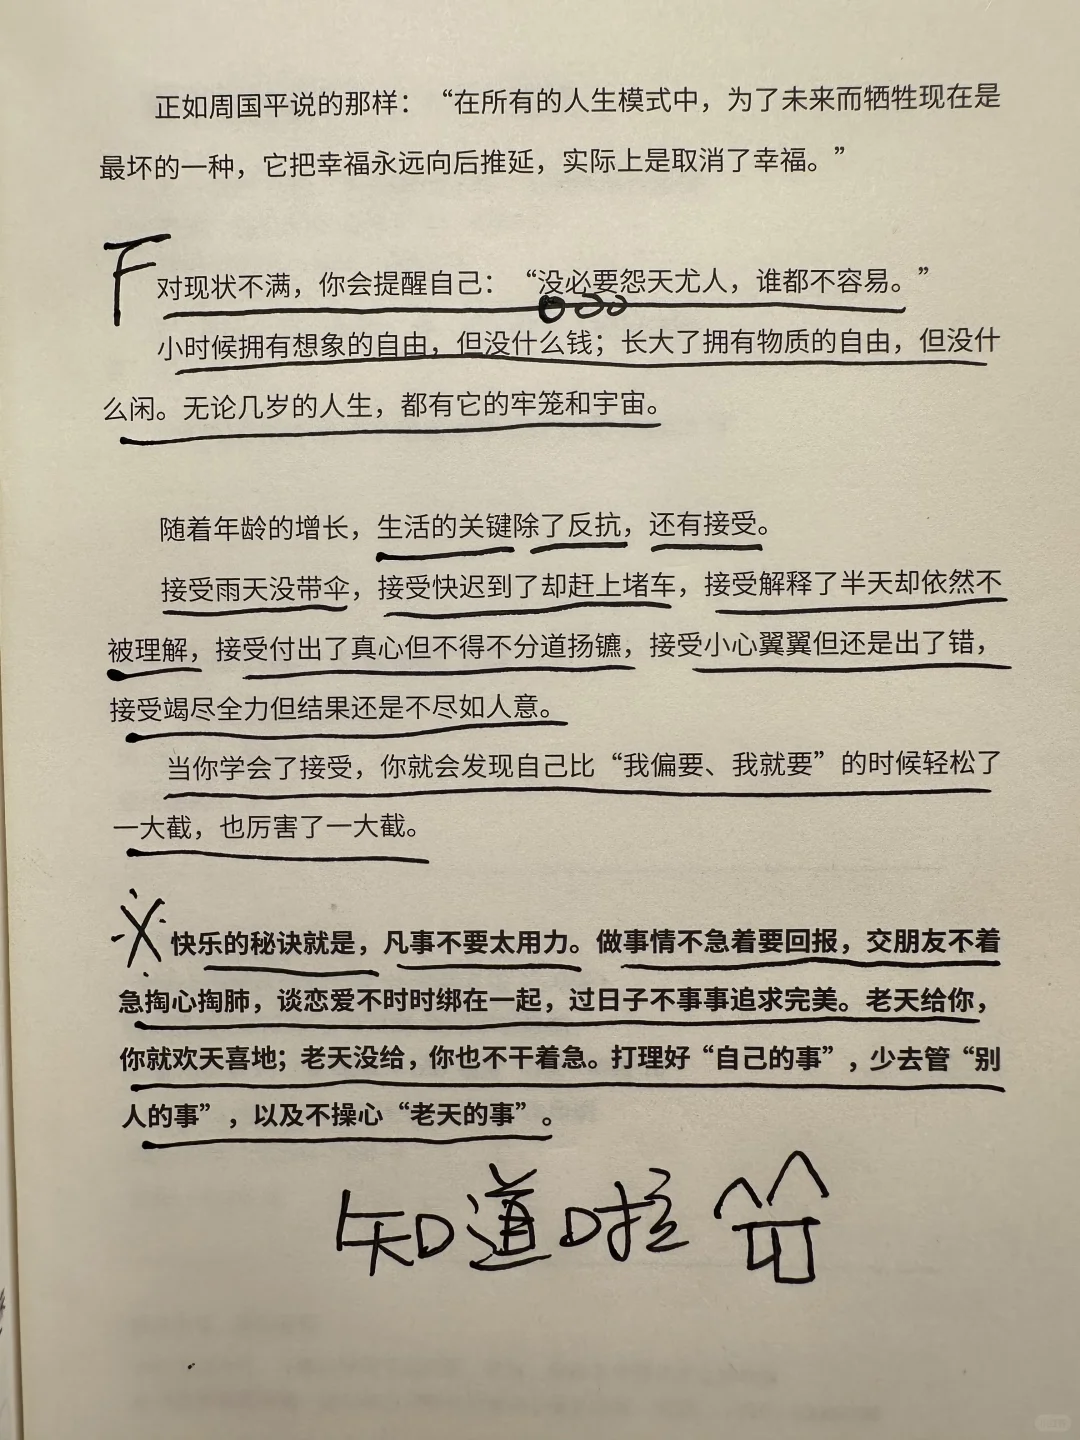 正如周国平说的那样：“在所有的人生模式中，为了未来而牺牲现在是
最坏的一种，它把幸福永远向后推延，实际上是取消了幸福。”
F
对现状不满，你会提醒自己：“没必要怨天尤人，谁都不容易。”
小时候拥有想象的自由，但没什么钱；长大了拥有物质的自由，但没什
么闲。无论几岁的人生，都有它的牢笼和宇宙。
随着年龄的增长，生活的关键除了反抗，还有接受。
接受雨天没带伞，接受快迟到了却赶上堵车，接受解释了半天却依然不
被理解，接受付出了真心但不得不分道扬镳，接受小心翼翼但还是出了错，
接受竭尽全力但结果还是不尽如人意。
当你学会了接受，你就会发现自己比“我偏要、我就要”的时候轻松了
一大截，也厉害了一大截。
快乐的秘诀就是，凡事不要太用力。做事情不急着要回报，交朋友不着
急掏心掏肺，谈恋爱不时时绑在一起，过日子不事事追求完美。老天给你，
你就欢天喜地；老天没给，你也不干着急。打理好“自己的事”，少去管“别
人的事”，以及不操心“老天的事”。
知道啦